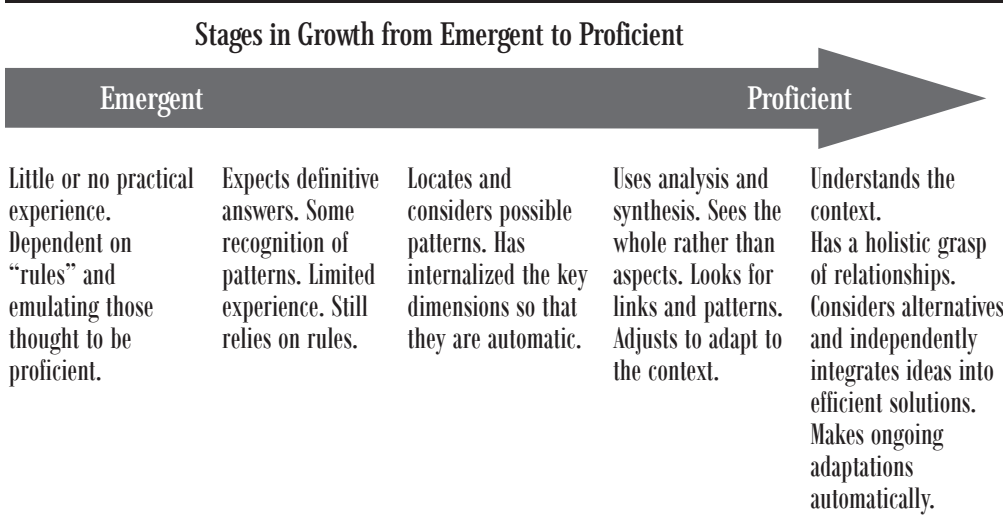 Stages in Growth from Emergent to Proficient
Emergent
Proficient
Little or no practical
experience.
Dependent on
“rules” and
emulating those
thought to be
proficient.
Expects definitive
answers. Some
recognition of
patterns. Limited
experience. Still
relies on rules.
Locates and
considers possible
patterns. Has
internalized the key
dimensions so that
they are automatic.
Uses analysis and
synthesis. Sees the
whole rather than
aspects. Looks for
links and patterns.
Adjusts to adapt to
the context.
Understands the
context.
Has a holistic grasp
of relationships.
Considers alternatives
and independently
integrates ideas into
efficient solutions.
Makes ongoing
adaptations
automatically.